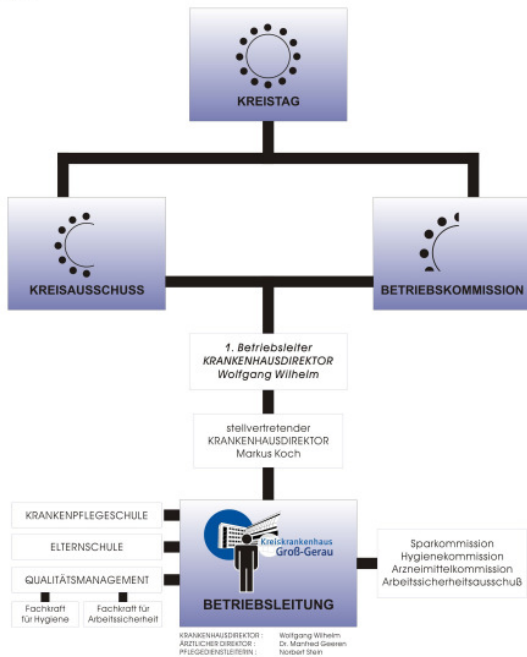 KREISTAG
KREISAUSSCHUSS
BETRIEBSKOMMISSION
1. Betriebsleiter
KRANKENHAUSDIREKTOR
Wolfgang Wilhelm
stellvertretender
KRANKENHAUSDIREKTOR
Markus Koch
KRANKENPFLEGESCHULE
ELTERNSCHULE
QUALITÄTSMANAGEMENT
Fachkraft
für Hygiene
Fachkraft für
Arbeitssicherheit
Kreiskrankenhaus
Groß-Gerau
BETRIEBSLEITUNG
Sparkommission
Hygienekommission
Arzneimittelkommission
Arbeitssicherheitsausschuß
KRANKENHAUSDIREKTOR : Wolfgang Wilhelm
ÄRZTLICHER DIREKTOR : Dr. Manfred Geeren
PFLEGEDIENSTLEITERIN : Norbert Stein